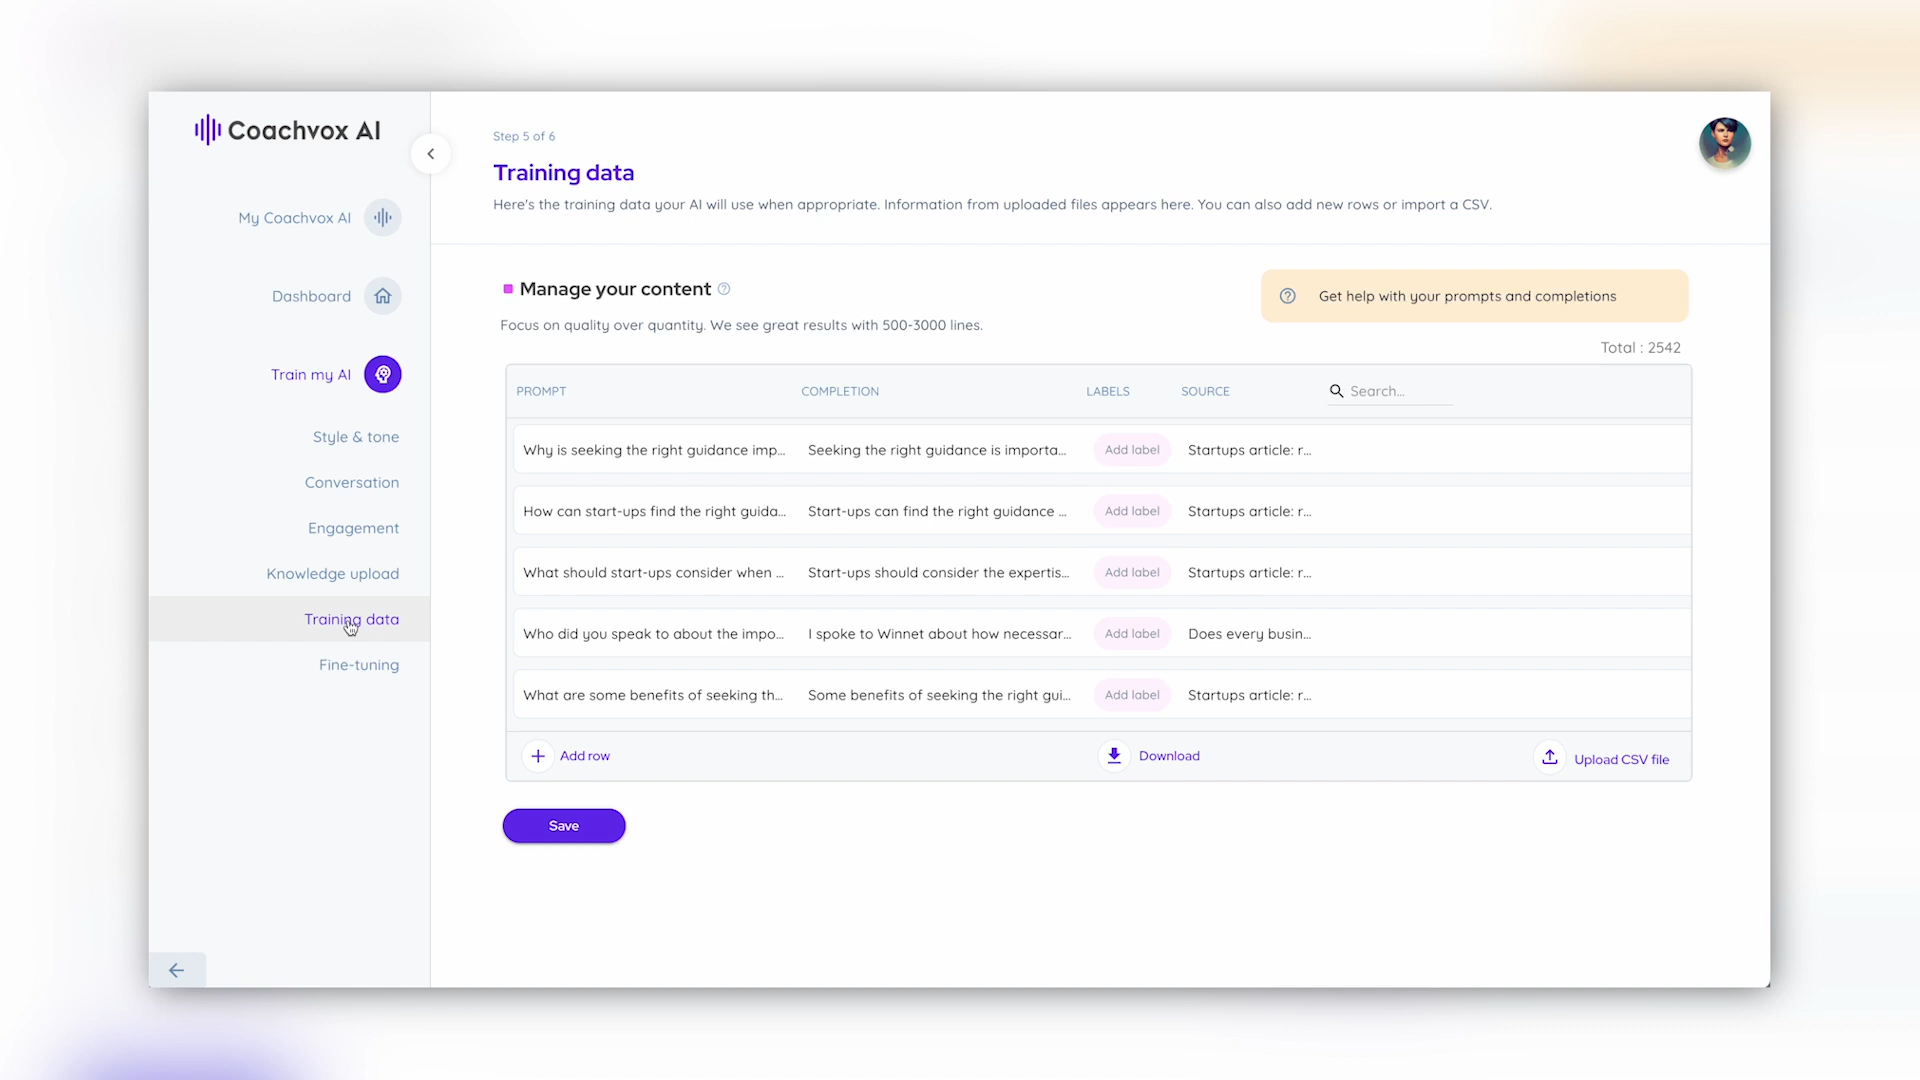 Coachvox AI
My Coachvox AI
Dashboard
Train my AI
Style & tone
Conversation
Engagement
Knowledge upload
Training data
Fine-tuning
Step 5 of 6
Training data
Here's the training data your AI will use when appropriate. Information from uploaded files appears here. You can also add new rows or import a CSV.
Manage your content
Focus on quality over quantity. We see great results with 500-3000 lines.
Get help with your prompts and completions
Total : 2542
PROMPT COMPLETION LABELS SOURCE Search...
Why is seeking the right guidance imp... Seeking the right guidance is importa... Add label Startups article: r...
How can start-ups find the right guida... Start-ups can find the right guidance ... Add label Startups article: r...
What should start-ups consider when ... Start-ups should consider the expertis... Add label Startups article: r...
Who did you speak to about the impo... I spoke to Winnet about how necessar... Add label Does every busin...
What are some benefits of seeking th... Some benefits of seeking the right gui... Add label Startups article: r...
Add row Download Upload CSV file
Save